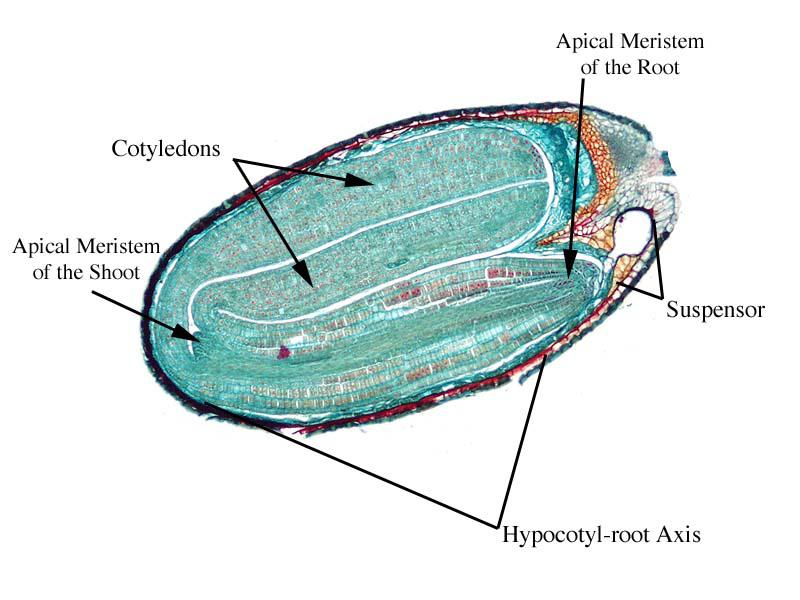 Apical Meristem
of the Root
Cotyledons
Apical Meristem
of the Shoot
Suspensor
Hypocotyl-root Axis